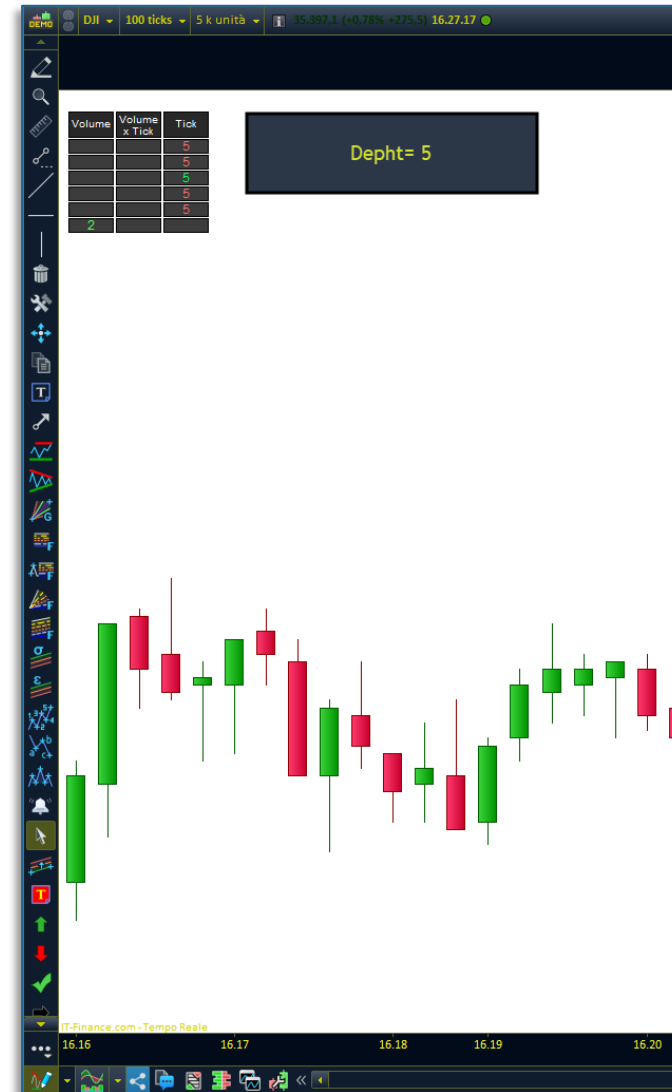 DEMO DJI 100 ticks 5 k unità 35.397,1 (+0.78% +275,5) 16.27.17
Volume Volume x Tick Tick
5
5
5
5
5
2
Depht= 5
IT-Finance.com - Tempo Reale
16.16 16.17 16.18 16.19 16.20